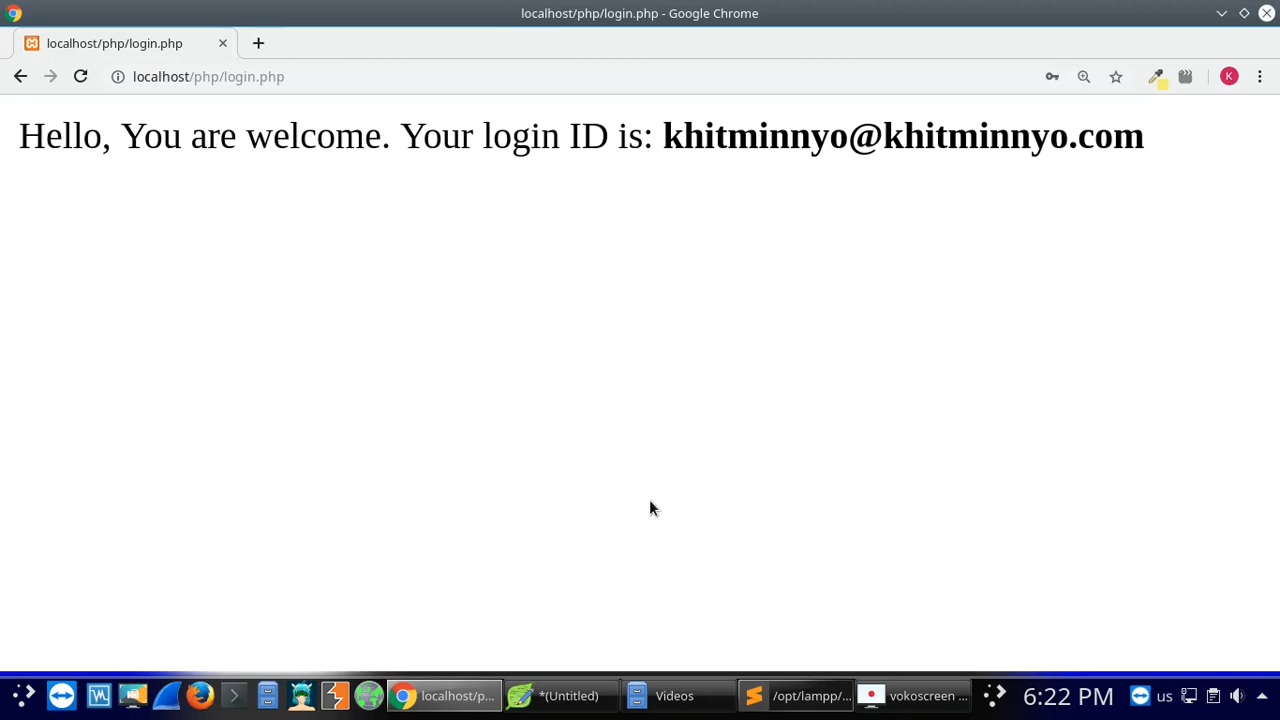 localhost/php/login.php - Google Chrome
localhost/php/login.php
localhost/php/login.php
K
Hello, You are welcome. Your login ID is: khitminnyo@khitminnyo.com
localhost/p...
*(Untitled)
Videos
/opt/lampp/...
vokoscreen ...
6:22 PM
us